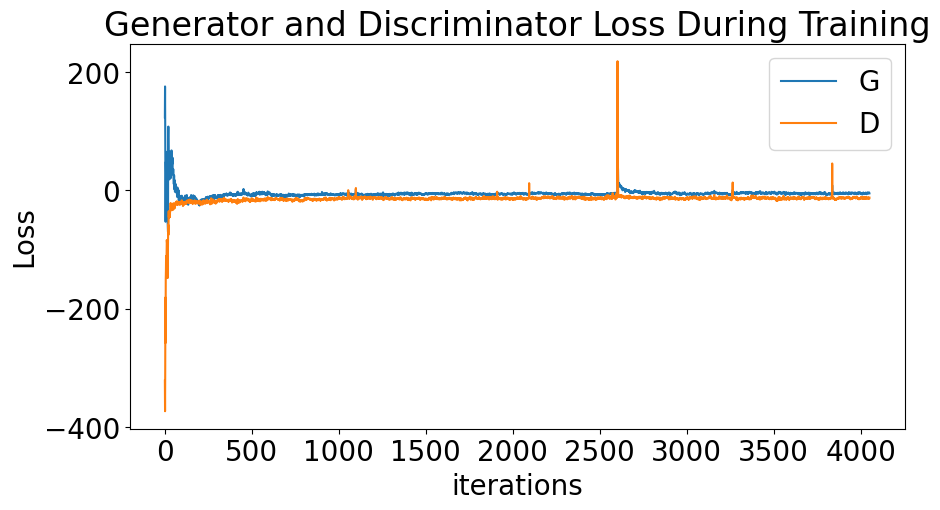 Generator and Discriminator Loss During Training
G
D
Loss
200
0
−200
−400
0 500 1000 1500 2000 2500 3000 3500 4000
iterations